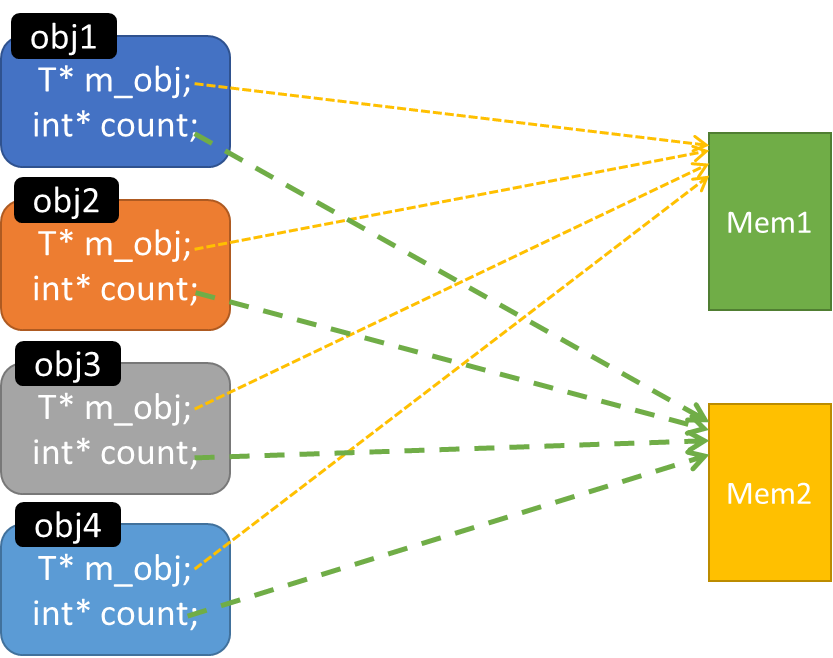 obj1
T* m_obj;
int* count;
obj2
T* m_obj;
int* count;
obj3
T* m_obj;
int* count;
obj4
T* m_obj;
int* count;
Mem1
Mem2